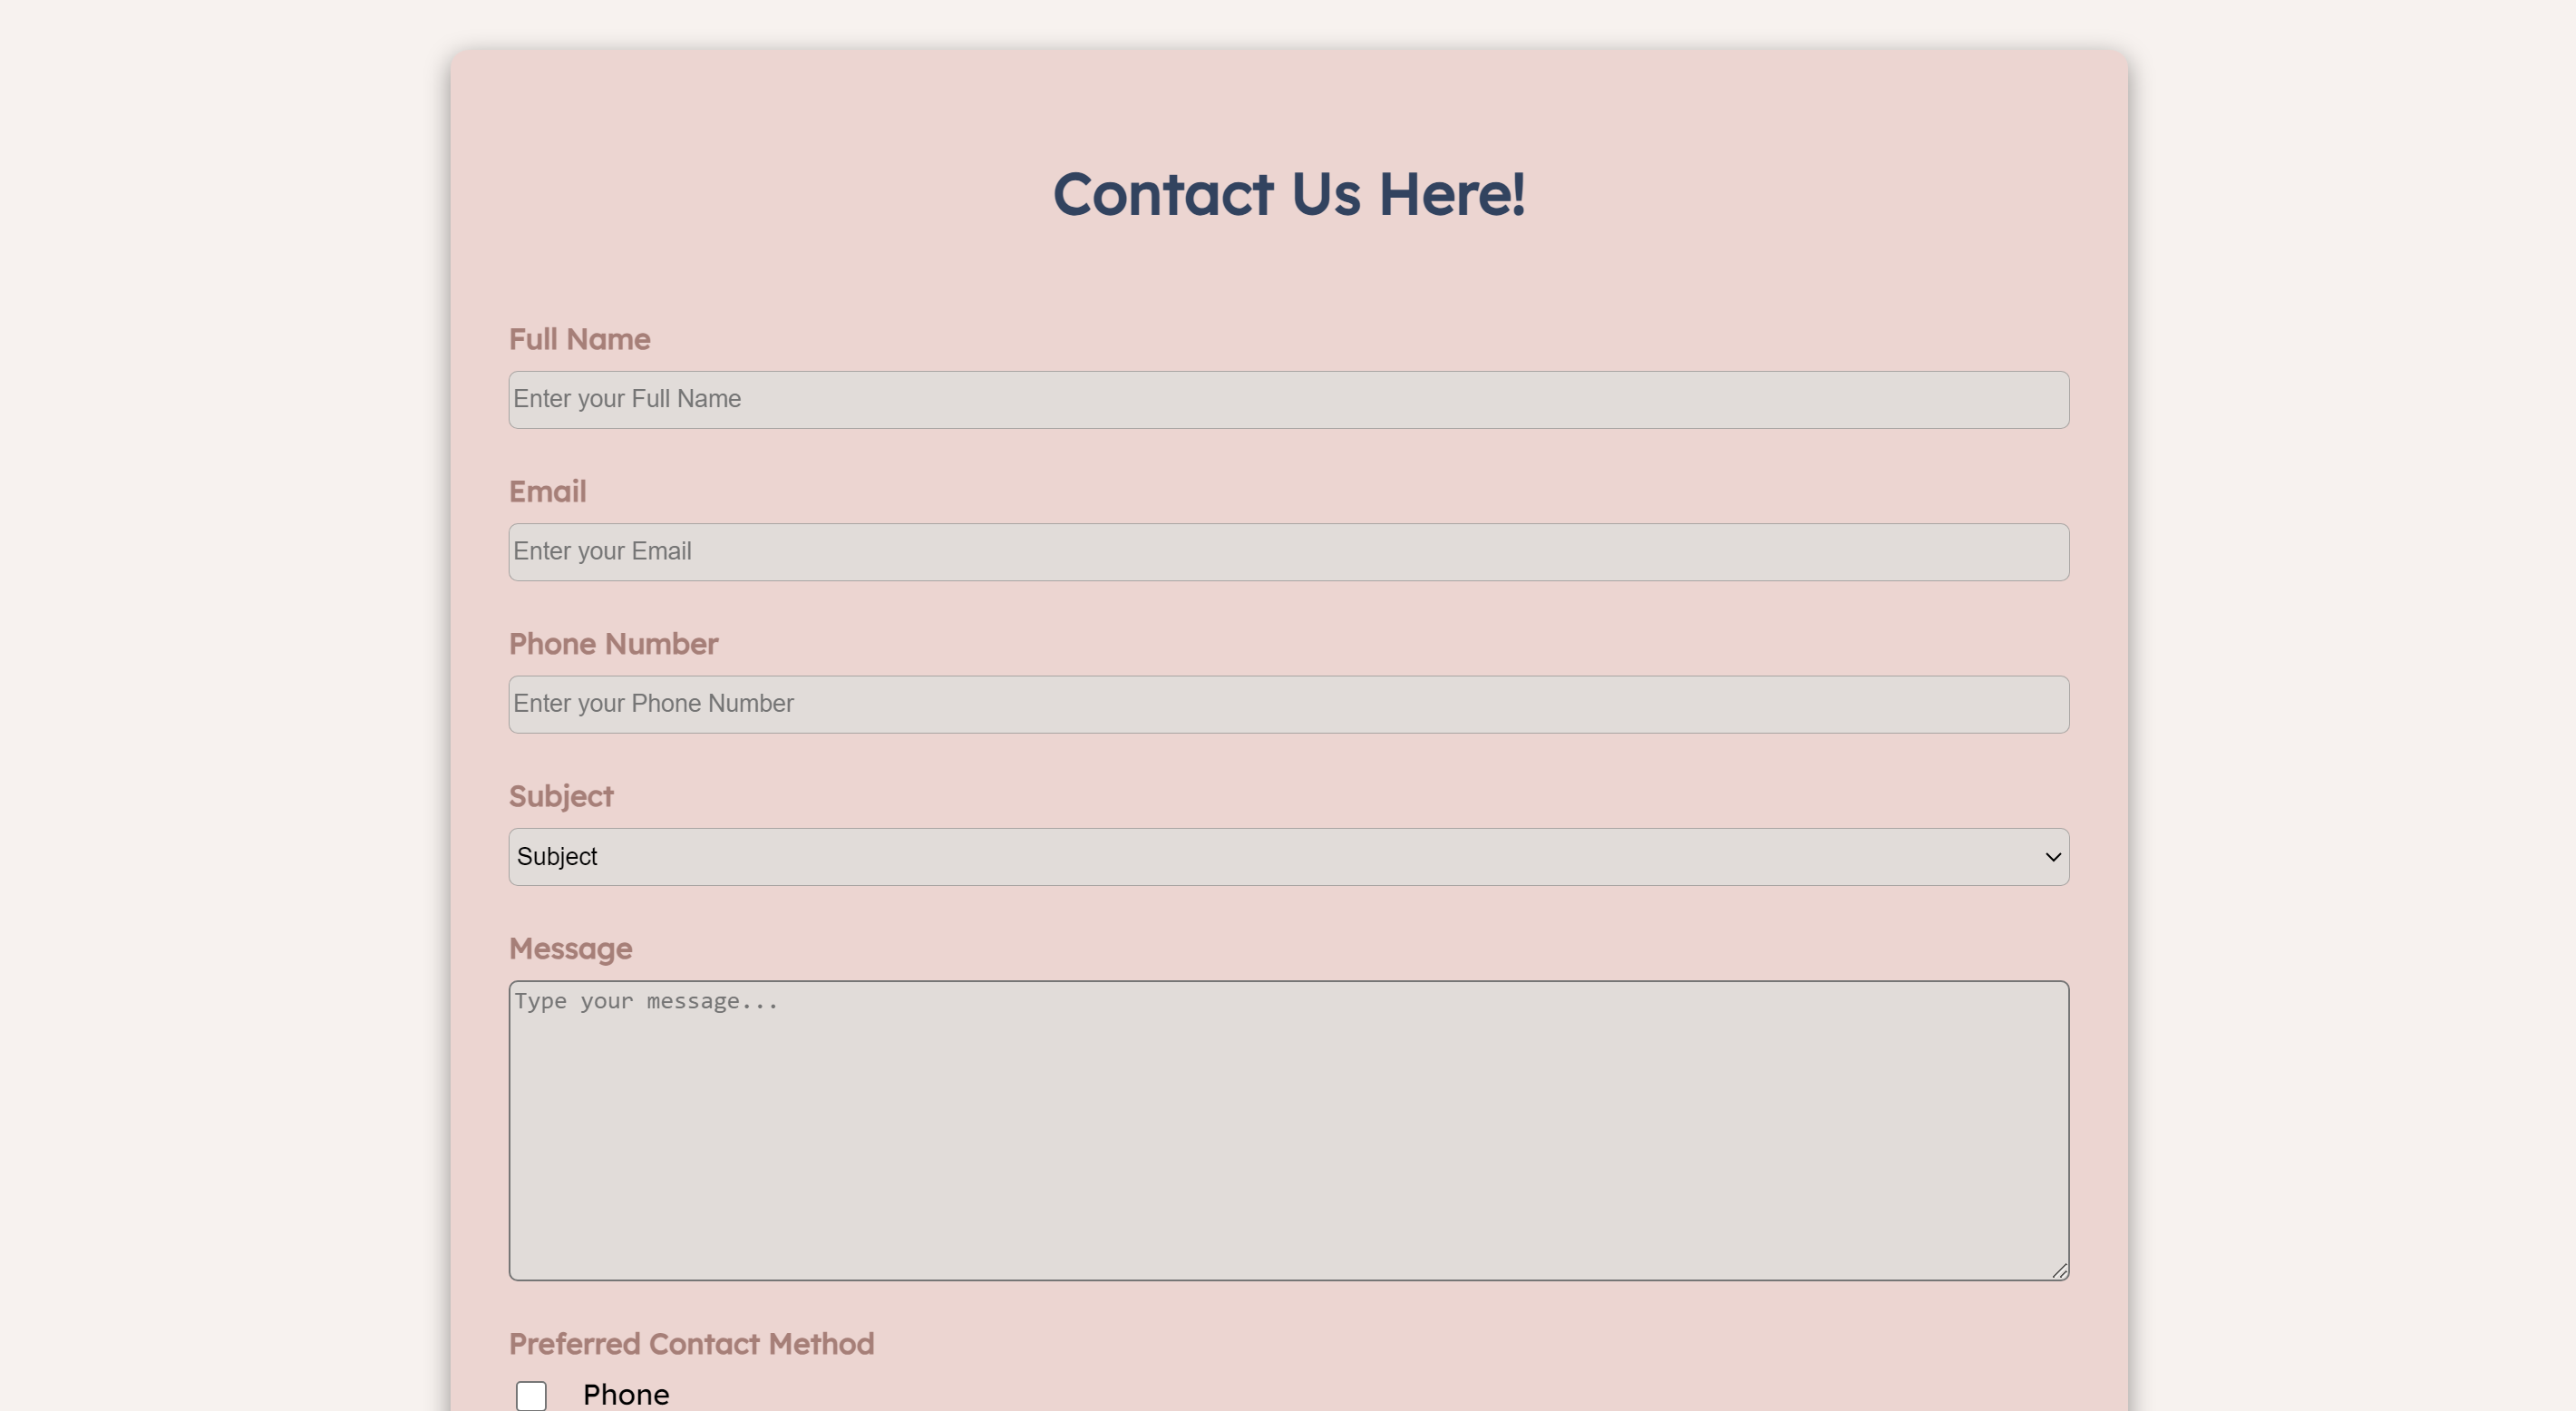 Contact Us Here!
Full Name
Enter your Full Name
Email
Enter your Email
Phone Number
Enter your Phone Number
Subject
Subject
Message
Type your message...
Preferred Contact Method
Phone